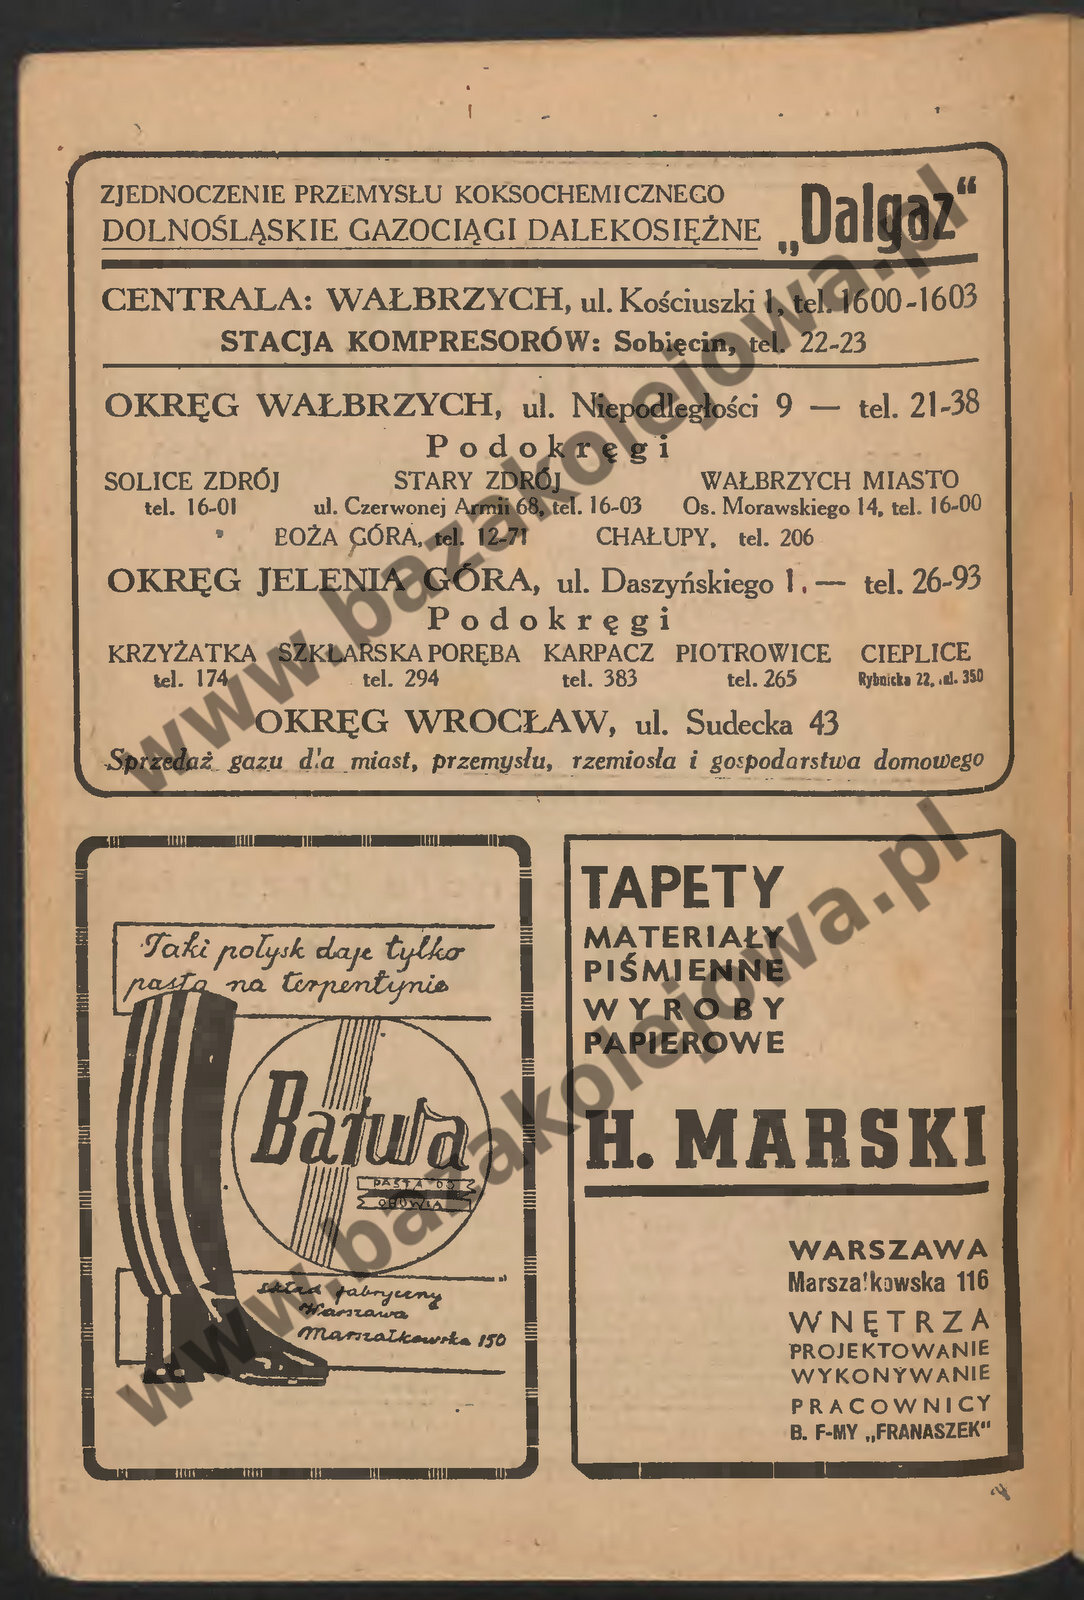 ZJEDNOCZENIE PRZEMYSŁU KOKSOCHEMICZNEGO
DOLNOŚLĄSKIE GAZOCIĄGI DALEKOSIĘŻNE „Dalgaz“
CENTRALA: WAŁBRZYCH, ul. Kościuszki 1, tel. 1600-1603
STACJA KOMPRESORÓW: Sobięcin, tel. 22-23
OKRĘG WAŁBRZYCH, ul. Niepodległości 9 — tel. 21-38
Podokręgi
SOLICE ZDRÓJ STARY ZDRÓJ WAŁBRZYCH MIASTO
tel. 16-01 ul. Czerwonej Armii 68, tel. 16-03 Os. Morawskiego 14, tel. 16-00
BOŻA GÓRA, tel. 12-71 CHAŁUPY, tel. 206
OKRĘG JELENIA GÓRA, ul. Daszyńskiego 1. — tel. 26-93
Podokręgi
KRZYŻATKA SZKLARSKA PORĘBA KARPACZ PIOTROWICE CIEPLICE
tel. 174 tel. 294 tel. 383 tel. 265 Rybnicka 22, tel. 350
OKRĘG WROCŁAW, ul. Sudecka 43
Sprzedaż gazu dla miast, przemysłu, rzemiosła i gospodarstwa domowego
Taki połysk daje tylko
pasta na terpentynie
Batuta
PASTA DO
OBUWIA
skład fabryczny
Warszawa
Marszałkowska 150
TAPETY
MATERIAŁY
PIŚMIENNE
WYROBY
PAPIEROWE
H. MARSKI
WARSZAWA
Marszałkowska 116
WNĘTRZA
PROJEKTOWANIE
WYKONYWANIE
PRACOWNICY
B. F-MY „FRANASZEK"
www.bazakolejowa.pl
www.bazakolejowa.pl